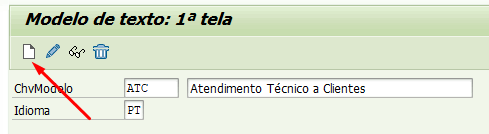 Modelo de texto: 1ª tela
ChvModelo ATC Atendimento Técnico a Clientes
Idioma PT